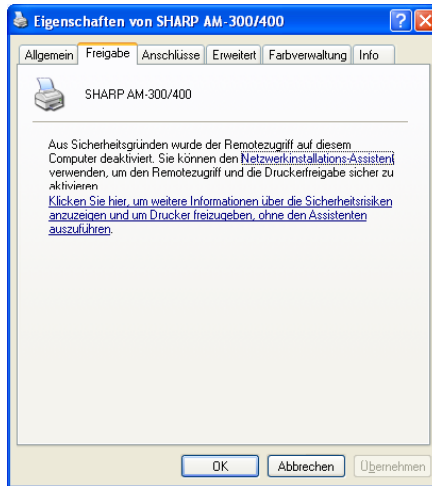 Eigenschaften von SHARP AM-300/400
Allgemein Freigabe Anschlüsse Erweitert Farbverwaltung Info
SHARP AM-300/400
Aus Sicherheitsgründen wurde der Remotezugriff auf diesem
Computer deaktiviert. Sie können den Netzwerkinstallations-Assistent
verwenden, um den Remotezugriff und die Druckerfreigabe sicher zu
aktivieren
Klicken Sie hier, um weitere Informationen über die Sicherheitsrisiken
anzuzeigen und um Drucker freizugeben, ohne den Assistenten
auszuführen.
OK Abbrechen Übernehmen